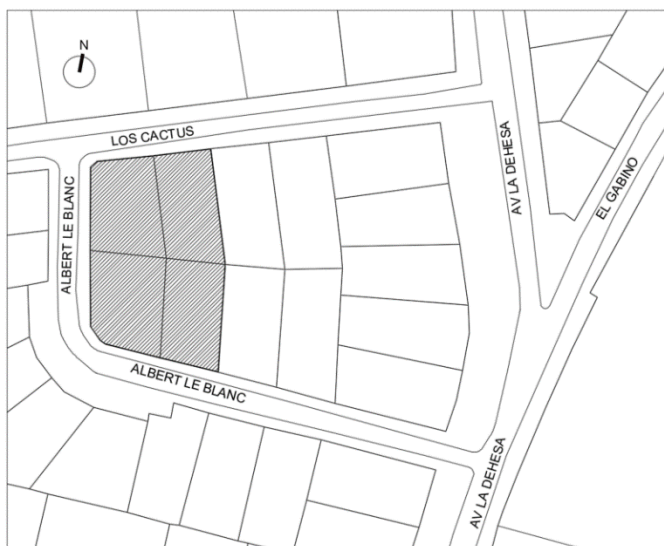 N
LOS CACTUS
ALBERT LE BLANC
AV LA DEHESA
EL GABINO
ALBERT LE BLANC
AV LA DEHESA